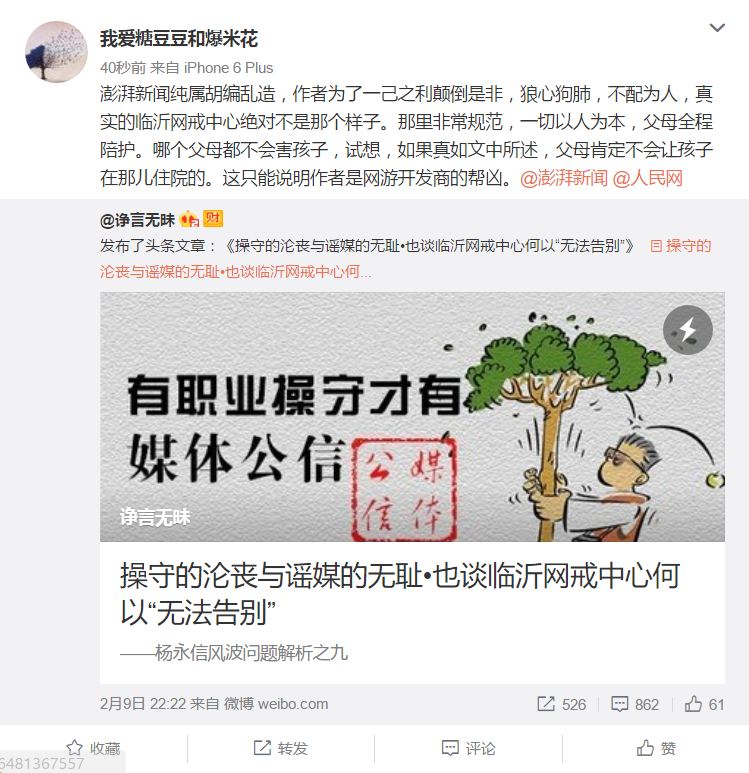 我爱糖豆豆和爆米花
40秒前 来自 iPhone 6 Plus
澎湃新闻纯属胡编乱造，作者为了一己之利颠倒是非，狼心狗肺，不配为人，真
实的临沂网戒中心绝对不是那个样子。那里非常规范，一切以人为本，父母全程
陪护。哪个父母都不会害孩子，试想，如果真如文中所述，父母肯定不会让孩子
在那儿住院的。这只能说明作者是网游开发商的帮凶。@澎湃新闻 @人民网
@诤言无昧 财
发布了头条文章：《操守的沦丧与谣媒的无耻•也谈临沂网戒中心何以“无法告别”》 操守的
沦丧与谣媒的无耻•也谈临沂网戒中心何...
有职业操守才有
媒体公信
公 媒
信 体
诤言无昧
操守的沦丧与谣媒的无耻•也谈临沂网戒中心何
以“无法告别”
——杨永信风波问题解析之九
2月9日 22:22 来自 微博 weibo.com 526 862 61
收藏 转发 评论 赞
6481367557